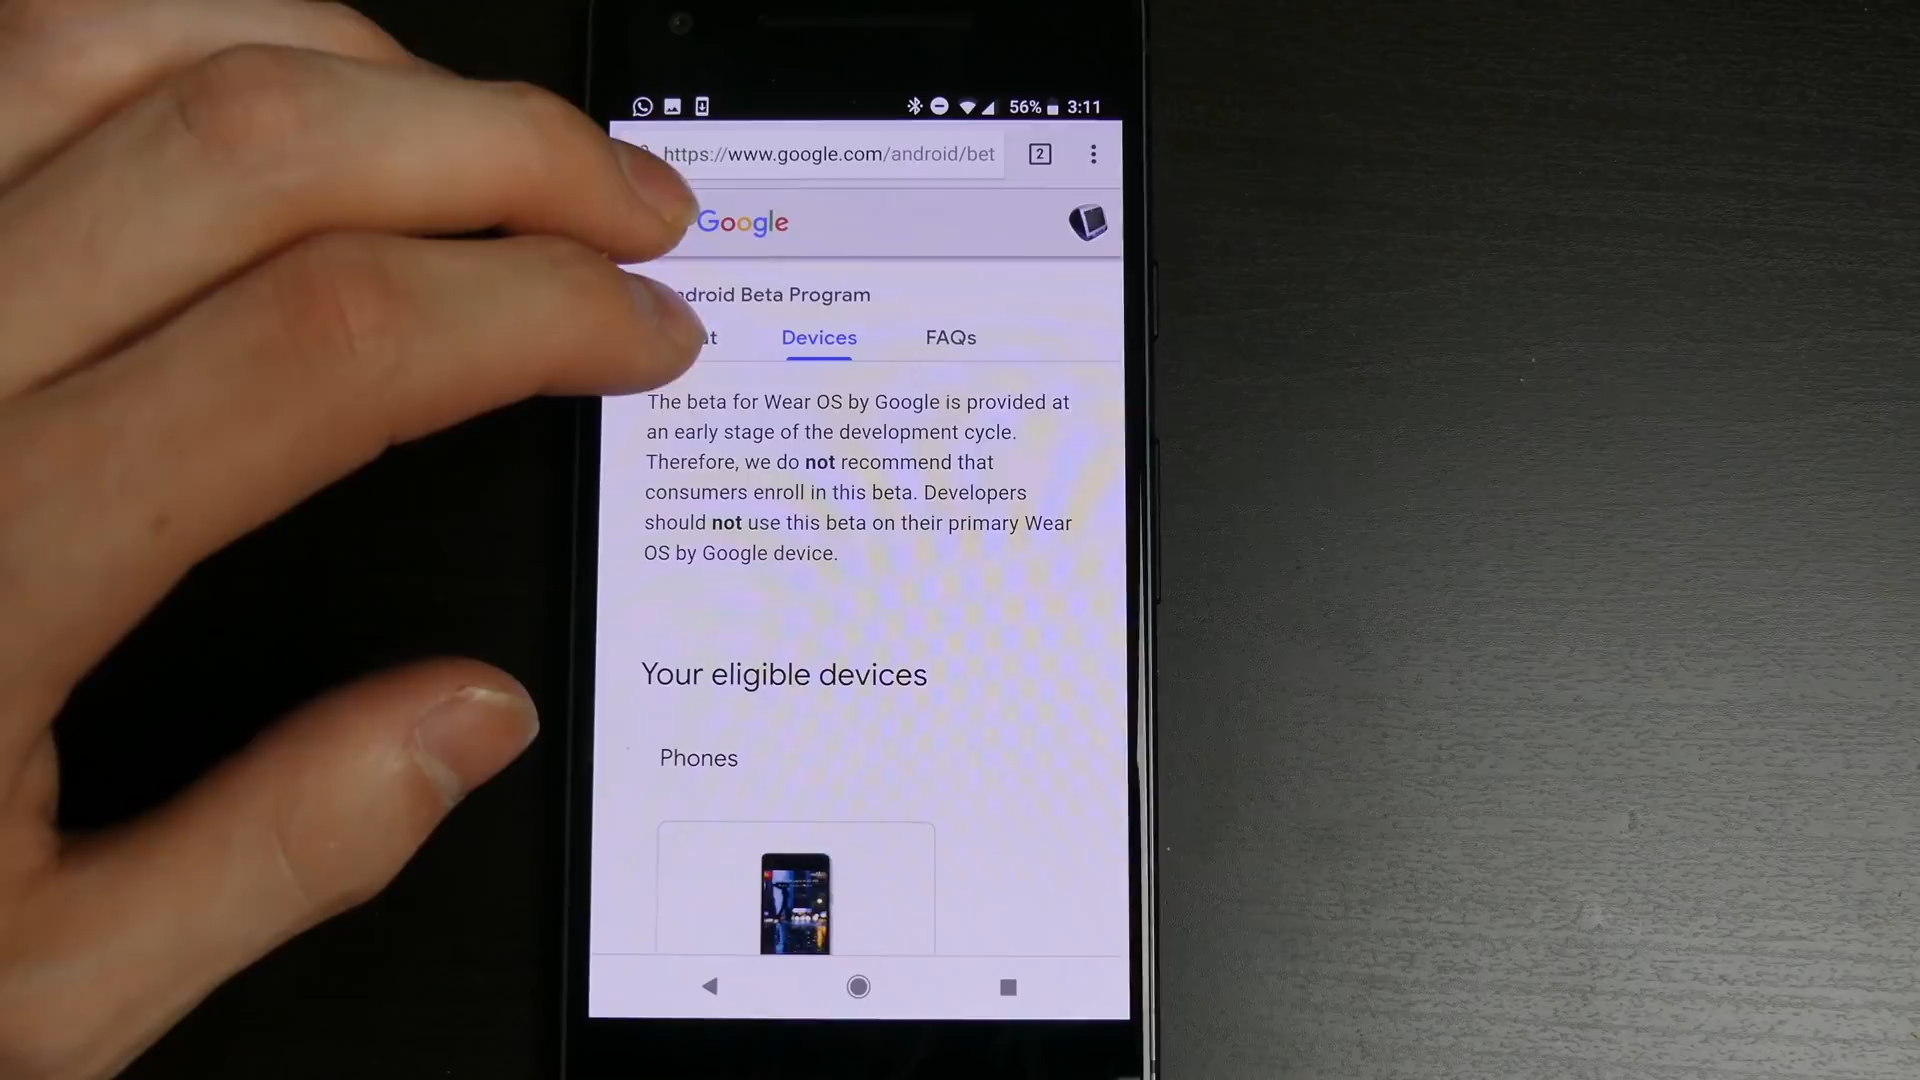 56% 3:11
https://www.google.com/android/bet
2
Google
ndroid Beta Program
Devices FAQs
The beta for Wear OS by Google is provided at
an early stage of the development cycle.
Therefore, we do not recommend that
consumers enroll in this beta. Developers
should not use this beta on their primary Wear
OS by Google device.
Your eligible devices
Phones